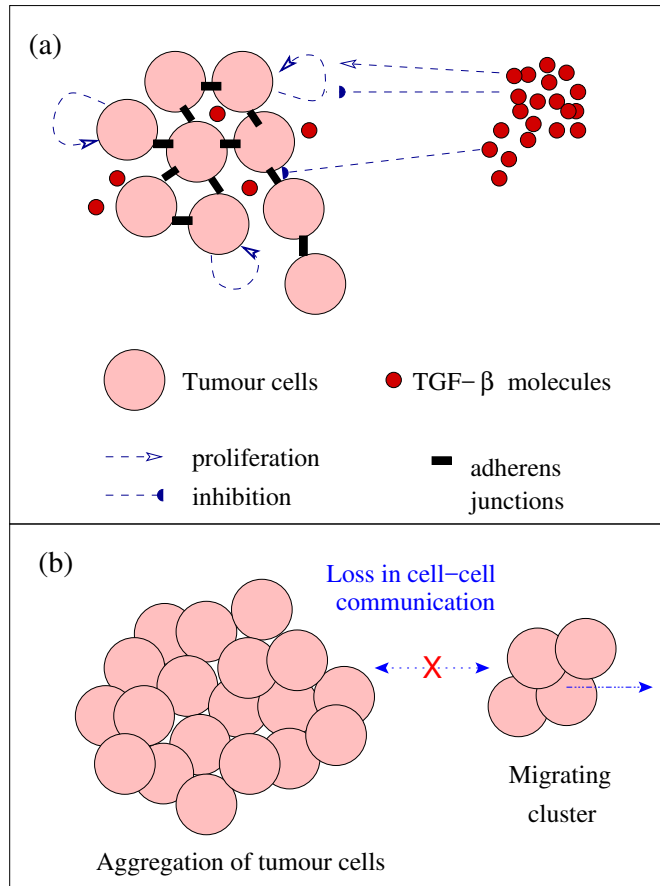 (a)
Tumour cells
TGF−β molecules
proliferation
inhibition
adherens
junctions
(b)
Loss in cell−cell
communication
X
Migrating
cluster
Aggregation of tumour cells